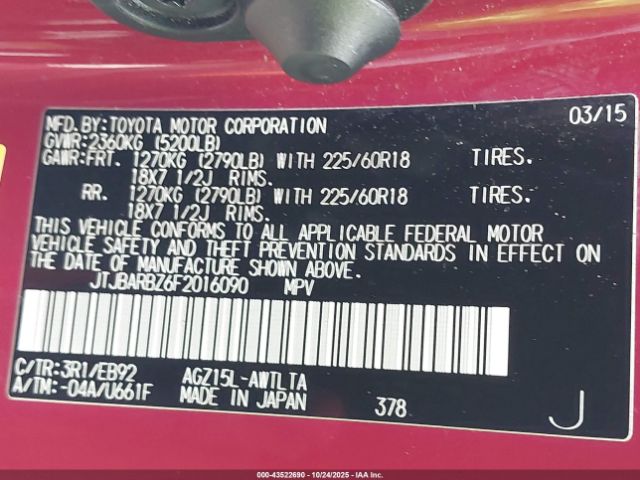 MFD.BY:TOYOTA MOTOR CORPORATION 03/15
GVWR:2360KG (5200LB)
GAWR:FRT. 1270KG (2790LB) WITH 225/60R18 TIRES.
18X7 1/2J RIMS.
RR. 1270KG (2790LB) WITH 225/60R18 TIRES.
18X7 1/2J RIMS.
THIS VEHICLE CONFORMS TO ALL APPLICABLE FEDERAL MOTOR
VEHICLE SAFETY AND THEFT PREVENTION STANDARDS IN EFFECT ON
THE DATE OF MANUFACTURE SHOWN ABOVE.
JTJBARBZ6F2016090 MPV
C/TR:3R1/EB92 AGZ15L-AWTLTA
A/TM:-04A/U661F MADE IN JAPAN 378 J
000-43522690 - 10/24/2025 - IAAI.COM